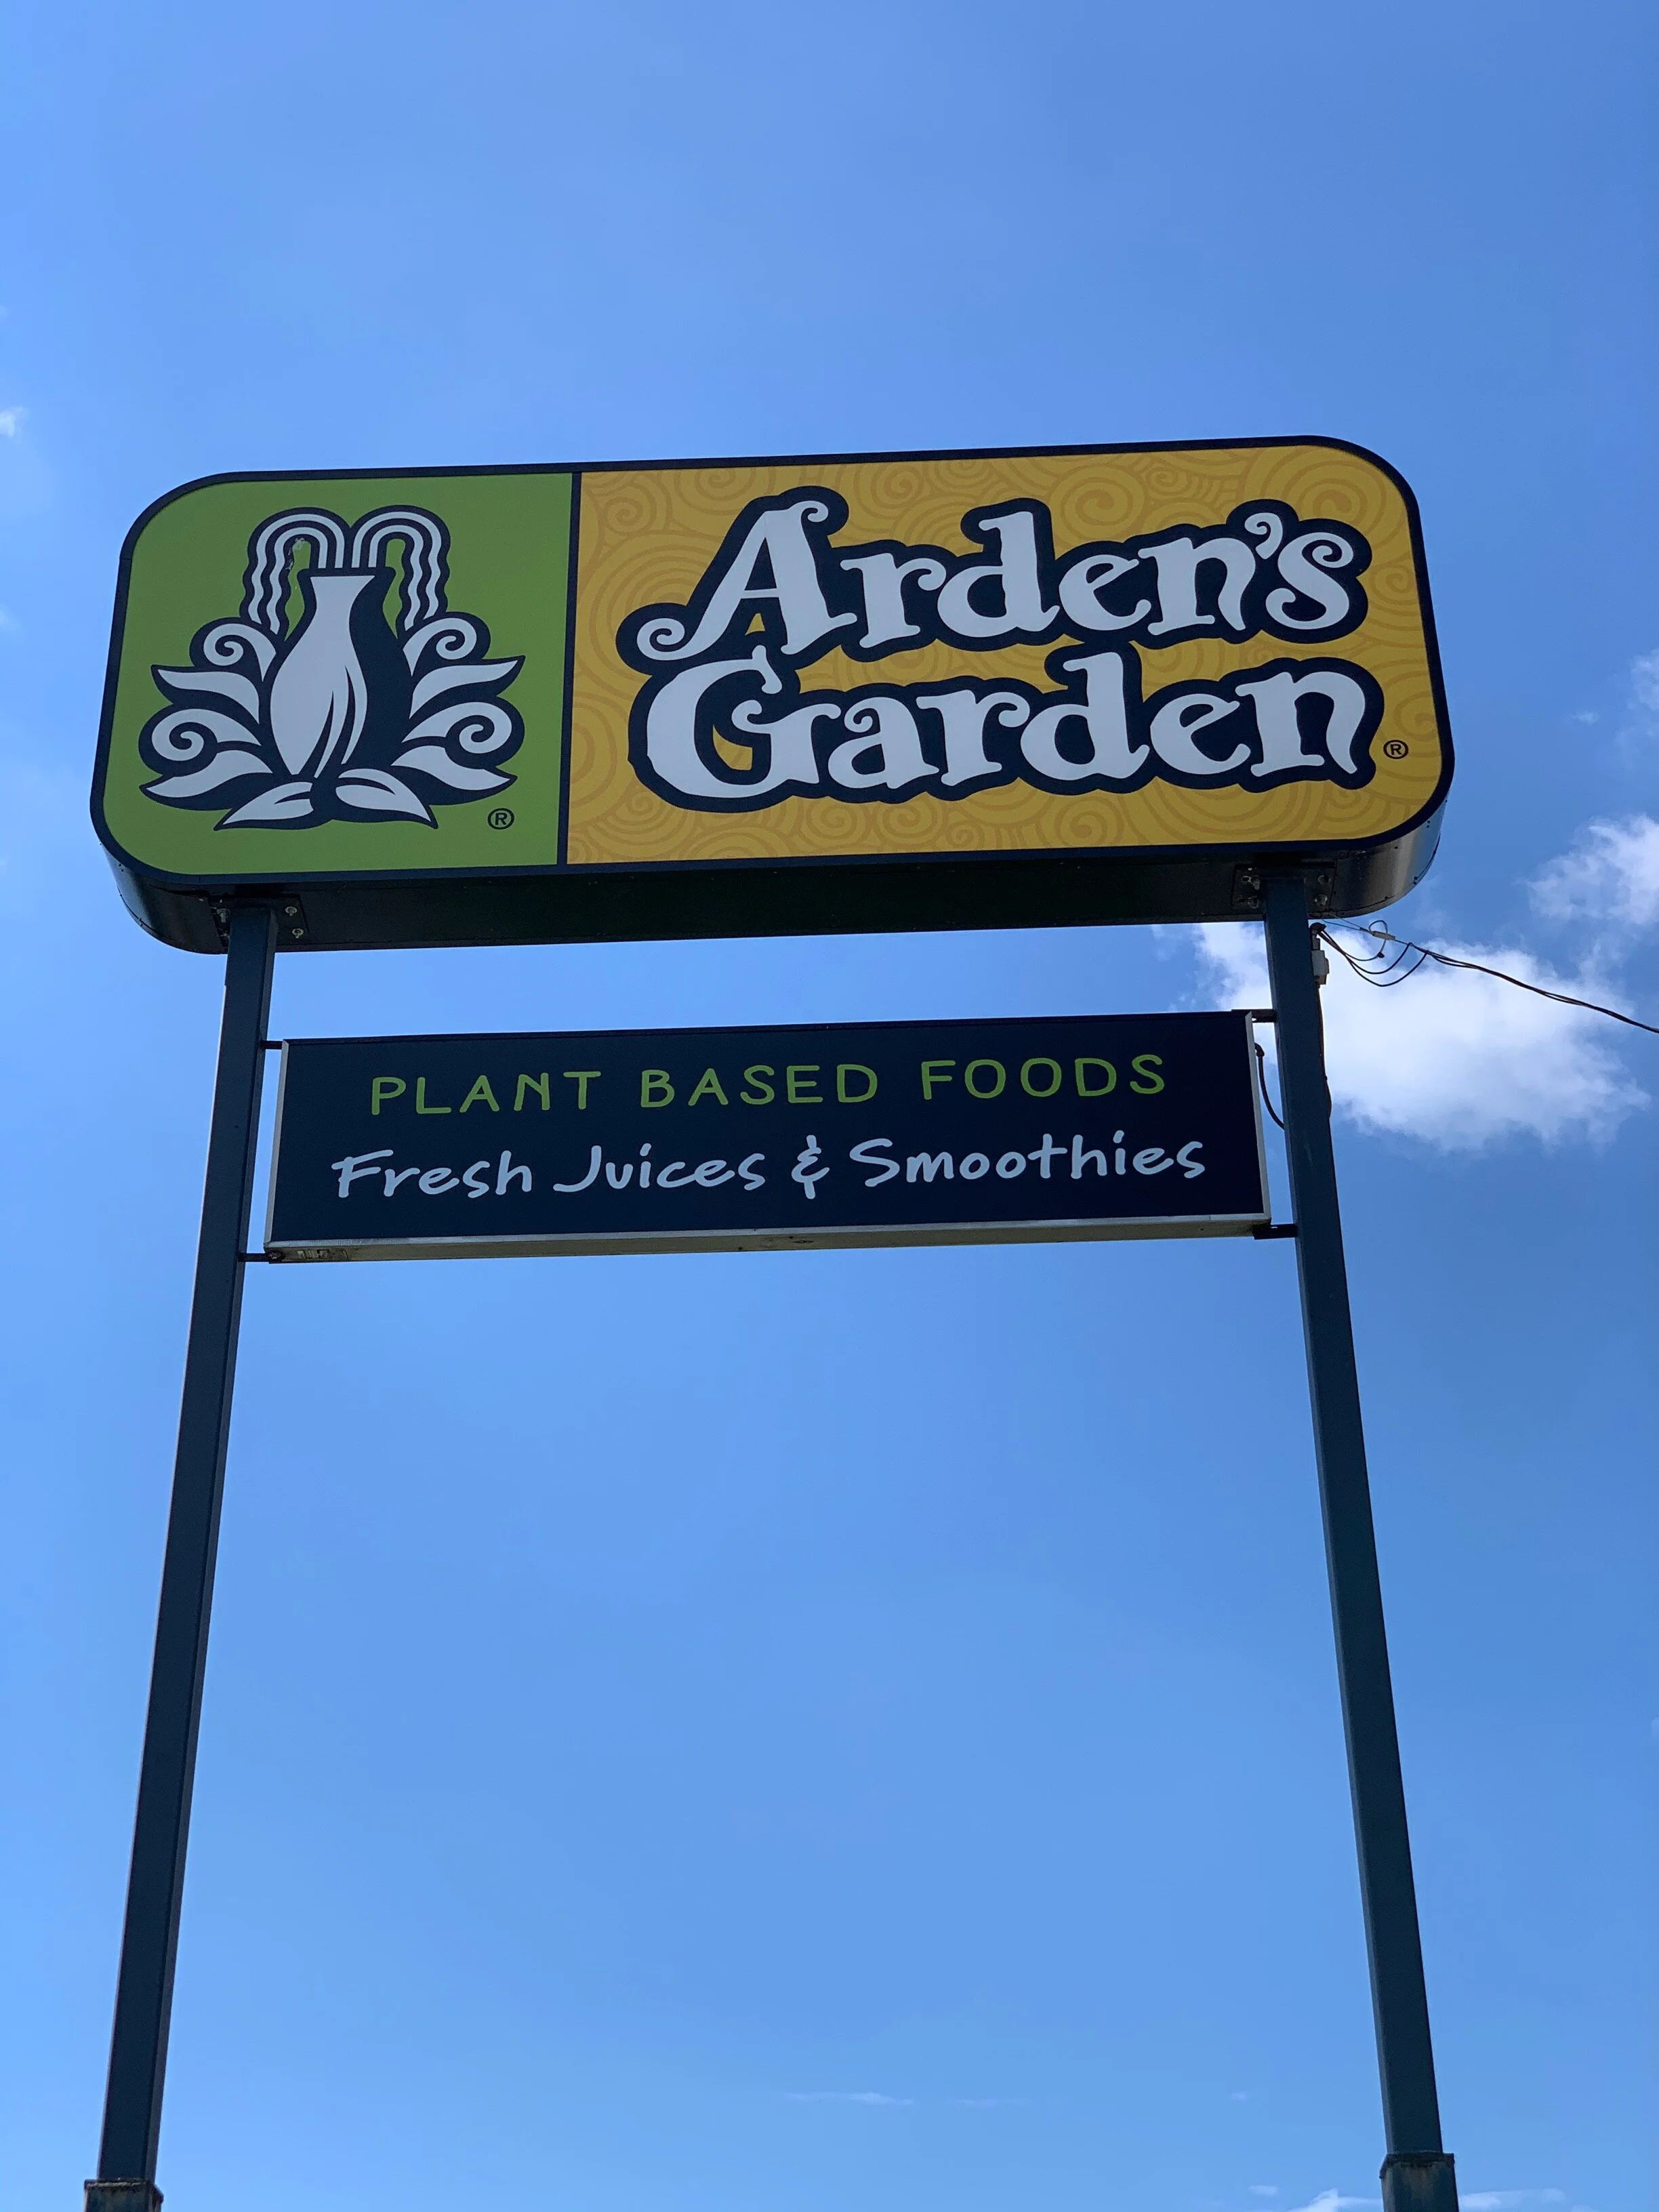 Arden's
Garden®
®
PLANT BASED FOODS
Fresh Juices & Smoothies